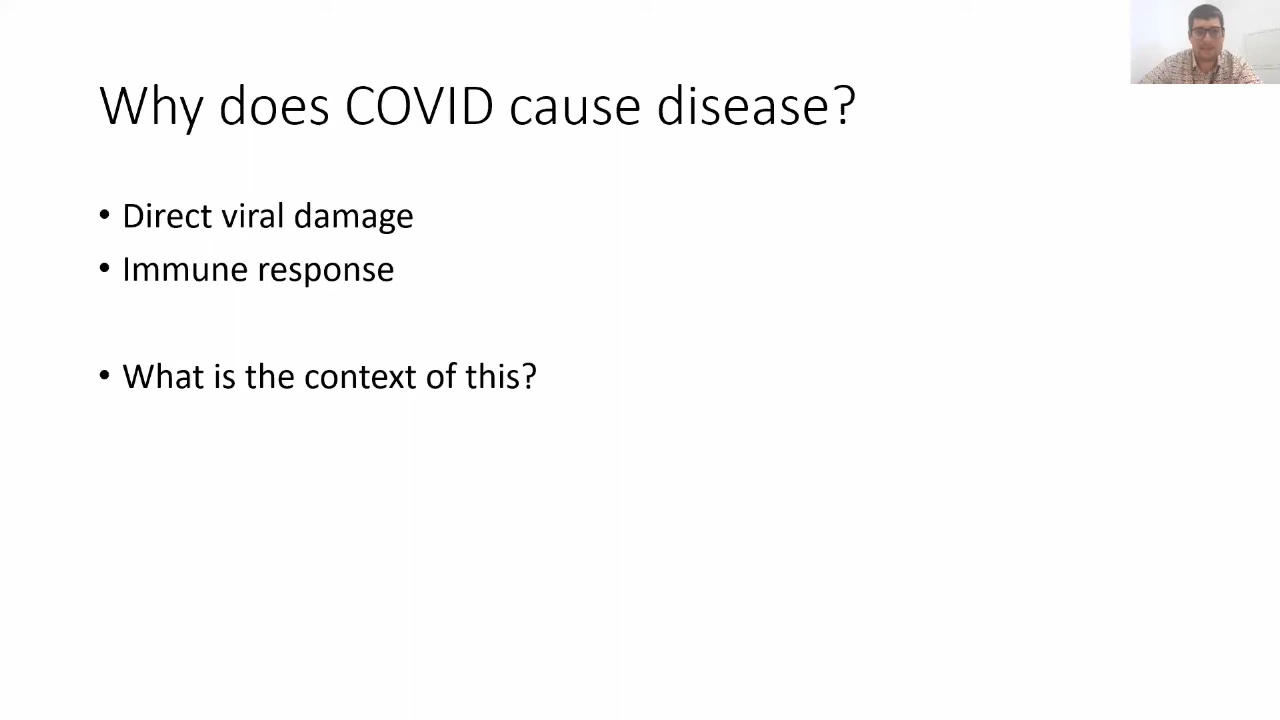 Why does COVID cause disease?
• Direct viral damage
• Immune response
• What is the context of this?